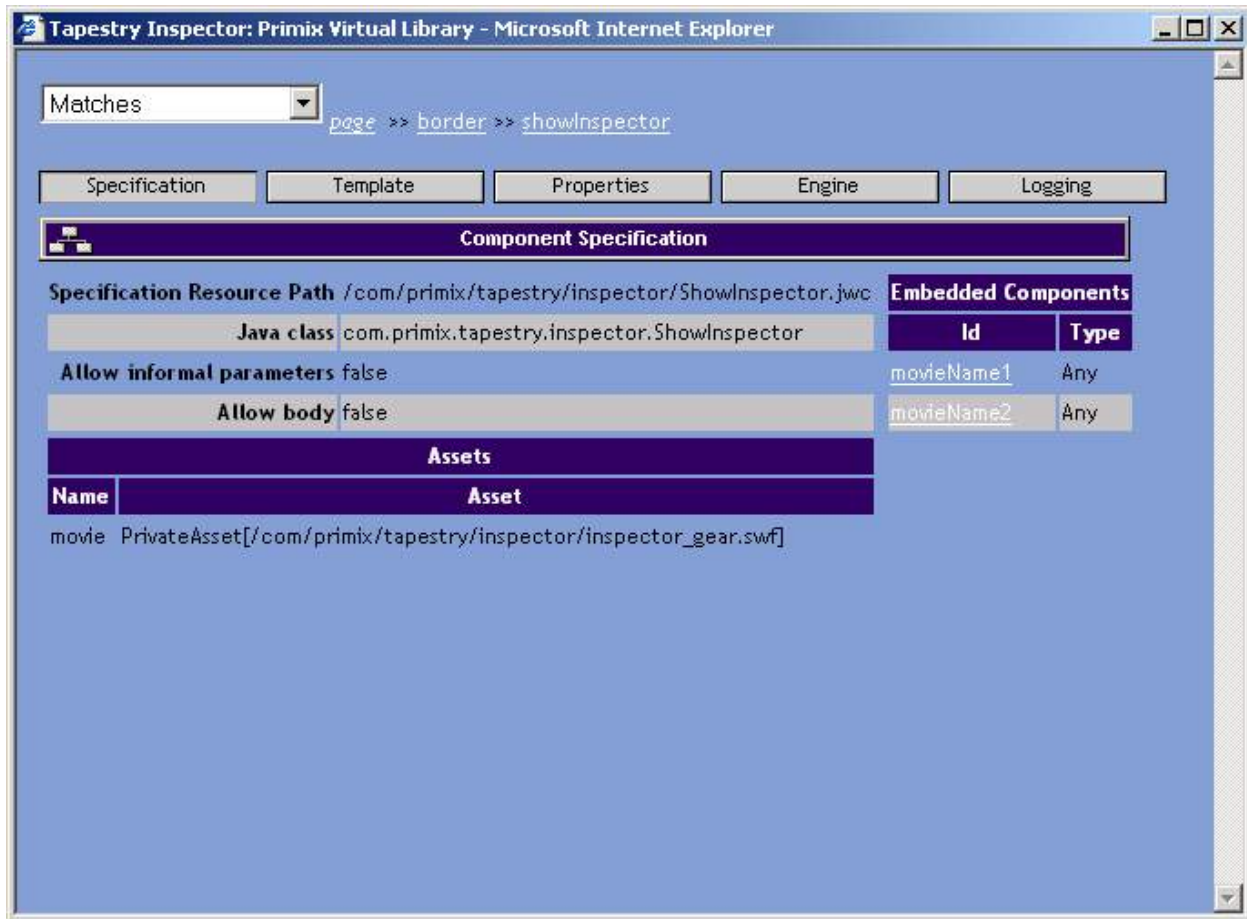 Tapestry Inspector: Primix Virtual Library - Microsoft Internet Explorer
Matches
page >> border >> showInspector
Specification Template Properties Engine Logging
Component Specification
Specification Resource Path /com/primix/tapestry/inspector/ShowInspector.jwc Embedded Components
Java class com.primix.tapestry.inspector.ShowInspector Id Type
Allow informal parameters false movieName1 Any
Allow body false movieName2 Any
Assets
Name Asset
movie PrivateAsset[/com/primix/tapestry/inspector/inspector_gear.swf]